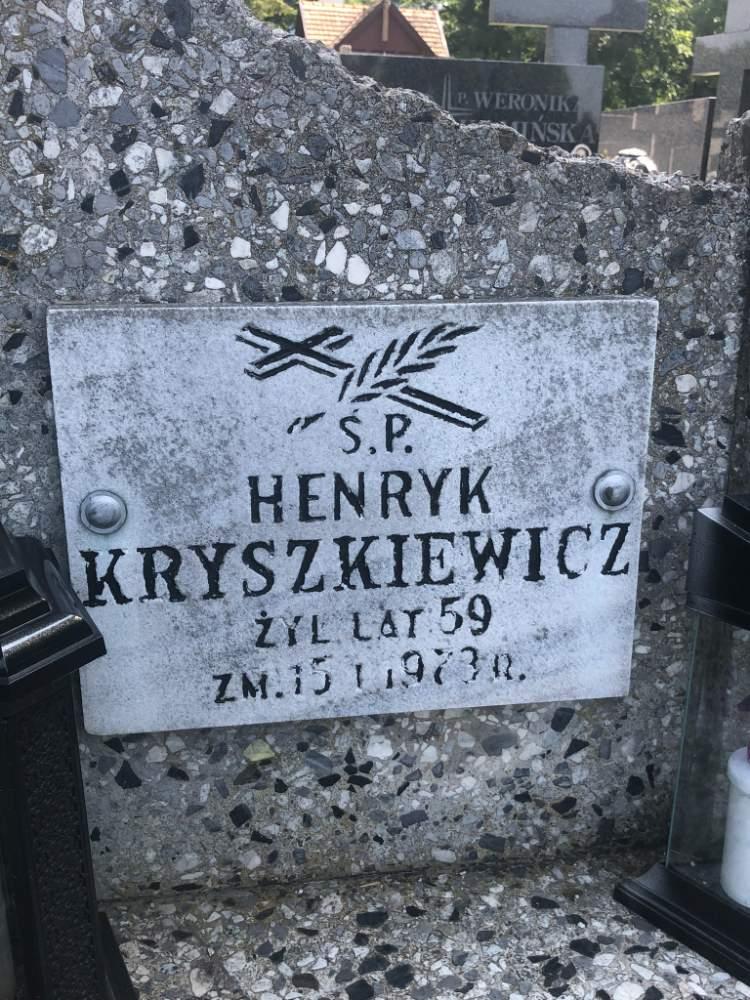 Ś.P. WERONIKA
Ś.P.
HENRYK
KRYSZKIEWICZ
ŻYŁ LAT 59
ZM. 15 I 1973 R.